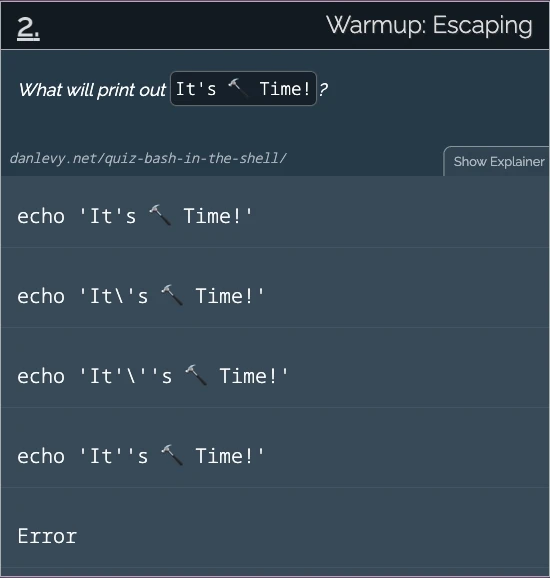 2.
Warmup: Escaping
What will print out It's 🔨 Time! ?
danlevy.net/quiz-bash-in-the-shell/
Show Explainer
echo 'It's 🔨 Time!'
echo 'It\'s 🔨 Time!'
echo 'It'\''s 🔨 Time!'
echo 'It''s 🔨 Time!'
Error